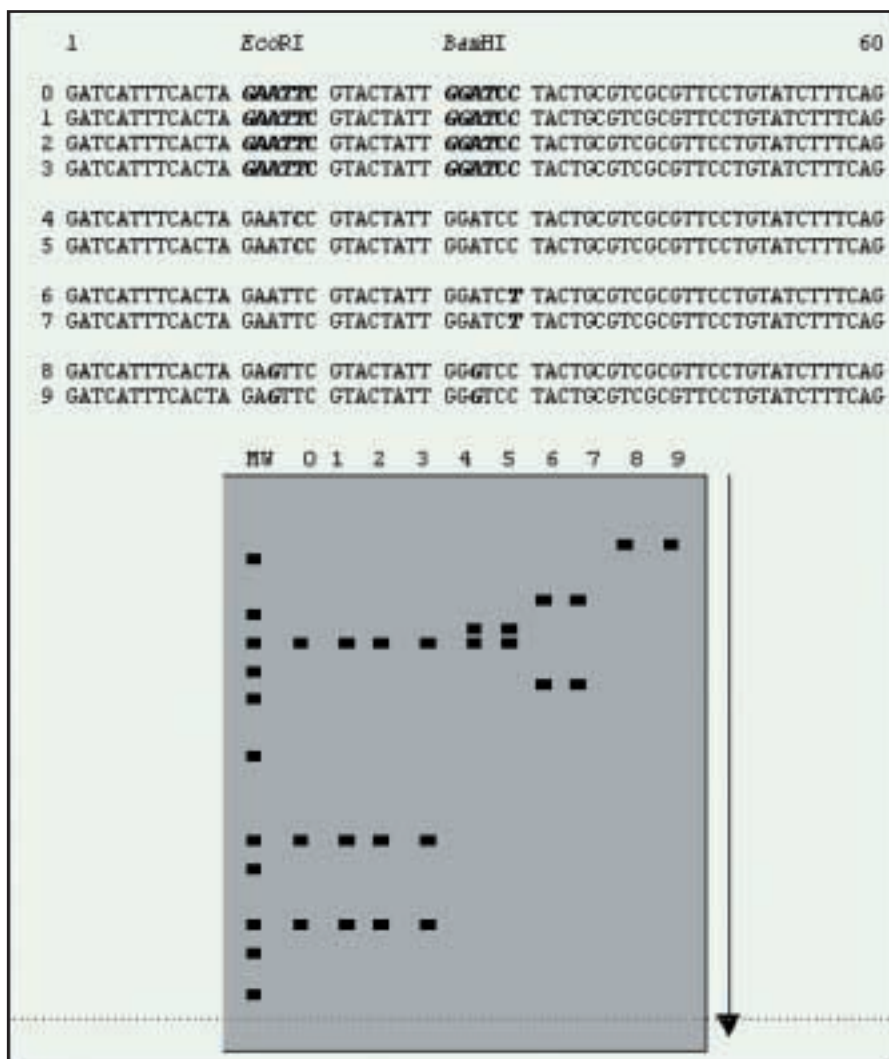 1 EcoRI BamHI 60
0 GATCATTTCACTA GAATTC GTACTATT GGATCC TACTGCGTCGCGTTCCTGTATCTTTCAG
1 GATCATTTCACTA GAATTC GTACTATT GGATCC TACTGCGTCGCGTTCCTGTATCTTTCAG
2 GATCATTTCACTA GAATTC GTACTATT GGATCC TACTGCGTCGCGTTCCTGTATCTTTCAG
3 GATCATTTCACTA GAATTC GTACTATT GGATCC TACTGCGTCGCGTTCCTGTATCTTTCAG
4 GATCATTTCACTA GAATCC GTACTATT GGATCC TACTGCGTCGCGTTCCTGTATCTTTCAG
5 GATCATTTCACTA GAATCC GTACTATT GGATCC TACTGCGTCGCGTTCCTGTATCTTTCAG
6 GATCATTTCACTA GAATTC GTACTATT GGATCT TACTGCGTCGCGTTCCTGTATCTTTCAG
7 GATCATTTCACTA GAATTC GTACTATT GGATCT TACTGCGTCGCGTTCCTGTATCTTTCAG
8 GATCATTTCACTA GAGTTC GTACTATT GGGTCC TACTGCGTCGCGTTCCTGTATCTTTCAG
9 GATCATTTCACTA GAGTTC GTACTATT GGGTCC TACTGCGTCGCGTTCCTGTATCTTTCAG
MW 0 1 2 3 4 5 6 7 8 9